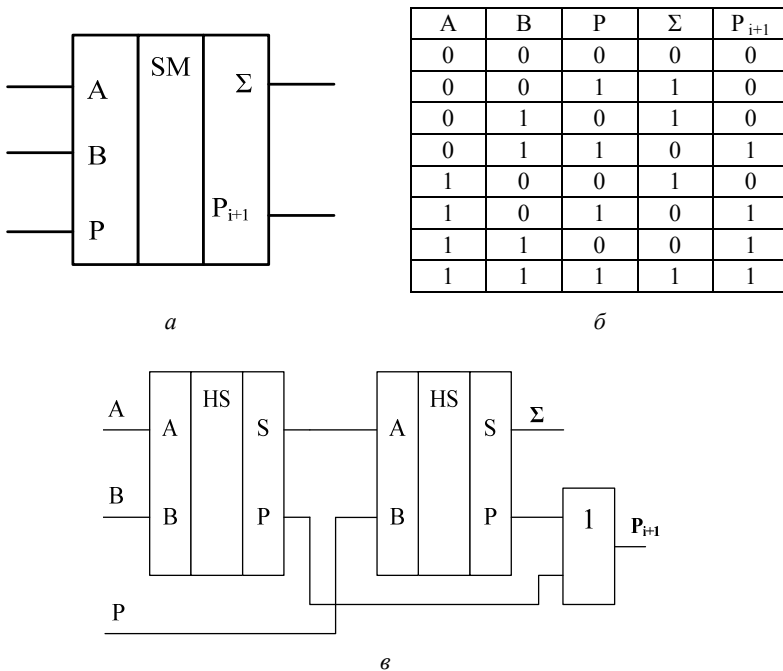 SM
A
Σ
B
P
P i+1
A B P Σ P i+1
0 0 0 0 0
0 0 1 1 0
0 1 0 1 0
0 1 1 0 1
1 0 0 1 0
1 0 1 0 1
1 1 0 0 1
1 1 1 1 1
а
б
A A HS S A HS S Σ
B B P B P 1 P i+1
P
в